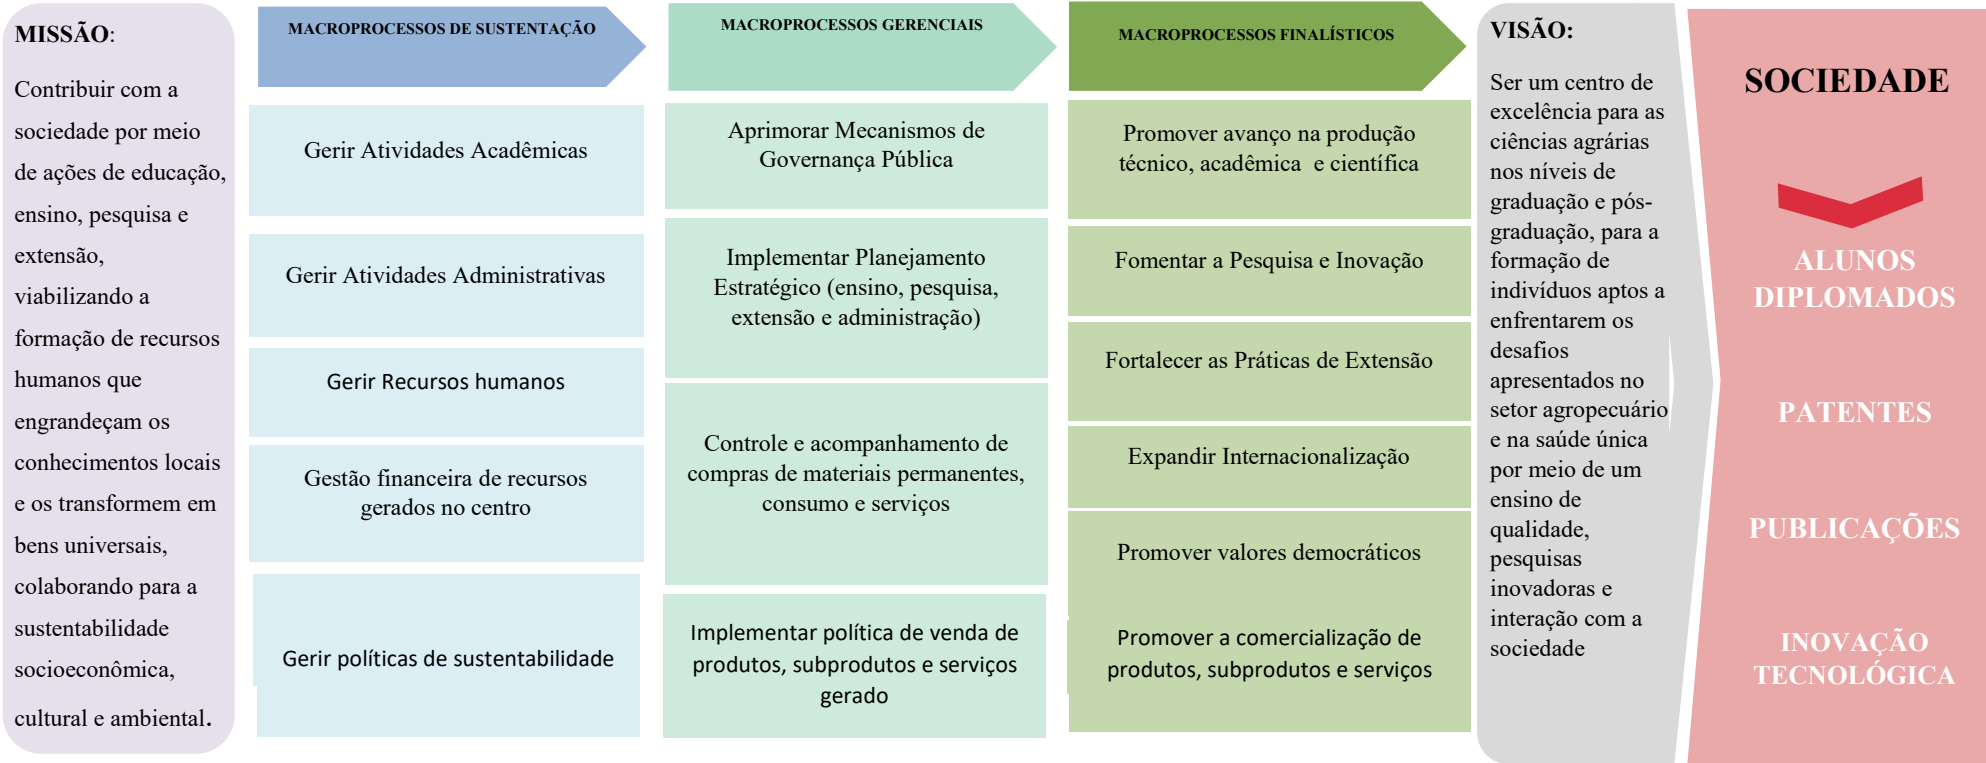 MISSÃO:
Contribuir com a
sociedade por meio
de ações de educação,
ensino, pesquisa e
extensão,
viabilizando a
formação de recursos
humanos que
engrandeçam os
conhecimentos locais
e os transformem em
bens universais,
colaborando para a
sustentabilidade
socioeconômica,
cultural e ambiental.
MACROPROCESSOS DE SUSTENTAÇÃO
Gerir Atividades Acadêmicas
Gerir Atividades Administrativas
Gerir Recursos humanos
Gestão financeira de recursos
gerados no centro
Gerir políticas de sustentabilidade
MACROPROCESSOS GERENCIAIS
Aprimorar Mecanismos de
Governança Pública
Implementar Planejamento
Estratégico (ensino, pesquisa,
extensão e administração)
Controle e acompanhamento de
compras de materiais permanentes,
consumo e serviços
Implementar política de venda de
produtos, subprodutos e serviços
gerado
MACROPROCESSOS FINALÍSTICOS
Promover avanço na produção
técnico, acadêmica e científica
Fomentar a Pesquisa e Inovação
Fortalecer as Práticas de Extensão
Expandir Internacionalização
Promover valores democráticos
Promover a comercialização de
produtos, subprodutos e serviços
VISÃO:
Ser um centro de
excelência para as
ciências agrárias
nos níveis de
graduação e pós-
graduação, para a
formação de
indivíduos aptos a
enfrentarem os
desafios
apresentados no
setor agropecuário
e na saúde única
por meio de um
ensino de
qualidade,
pesquisas
inovadoras e
interação com a
sociedade
SOCIEDADE
ALUNOS
DIPLOMADOS
PATENTES
PUBLICAÇÕES
INOVAÇÃO
TECNOLÓGICA